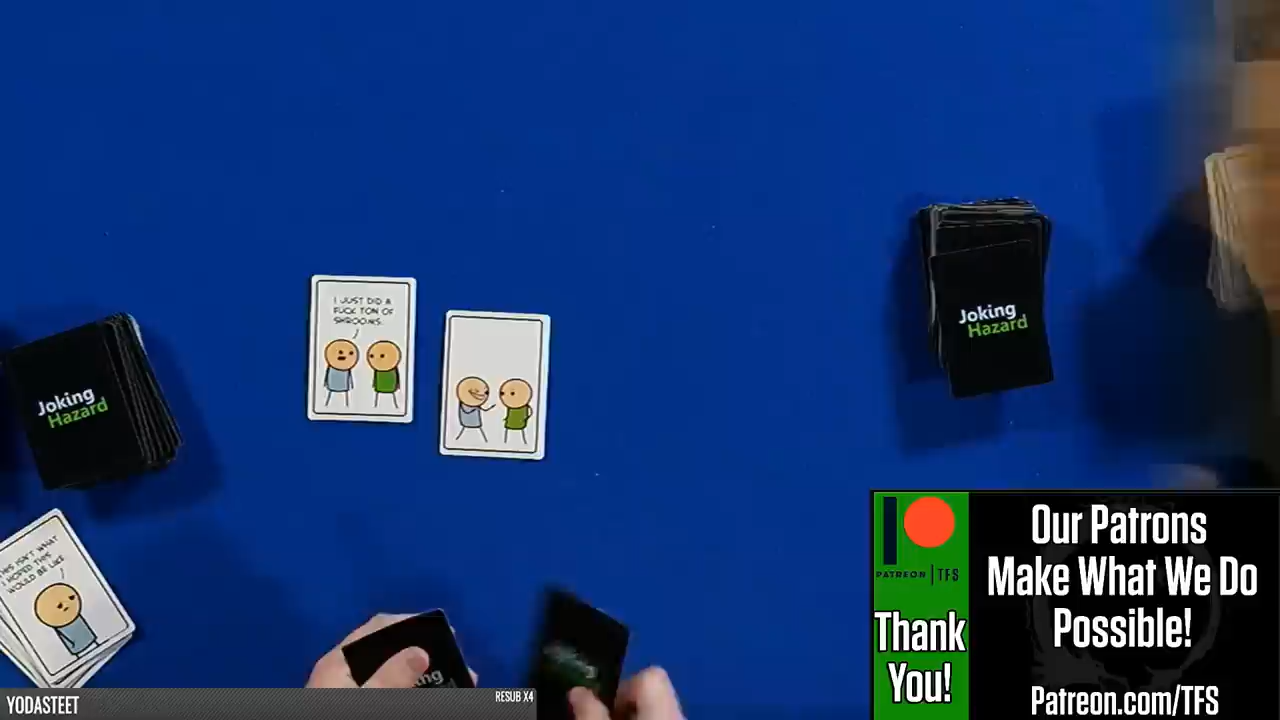 I JUST DID A
FUCK TON OF
SHROOMS.
Joking
Hazard
Joking
Hazard
ISN'T WHAT
I HOPED THIS
WOULD BE LIKE
PATREON | TFS
Thank
You!
Our Patrons
Make What We Do
Possible!
Patreon.com/TFS
YODASTEET
RESUB X4